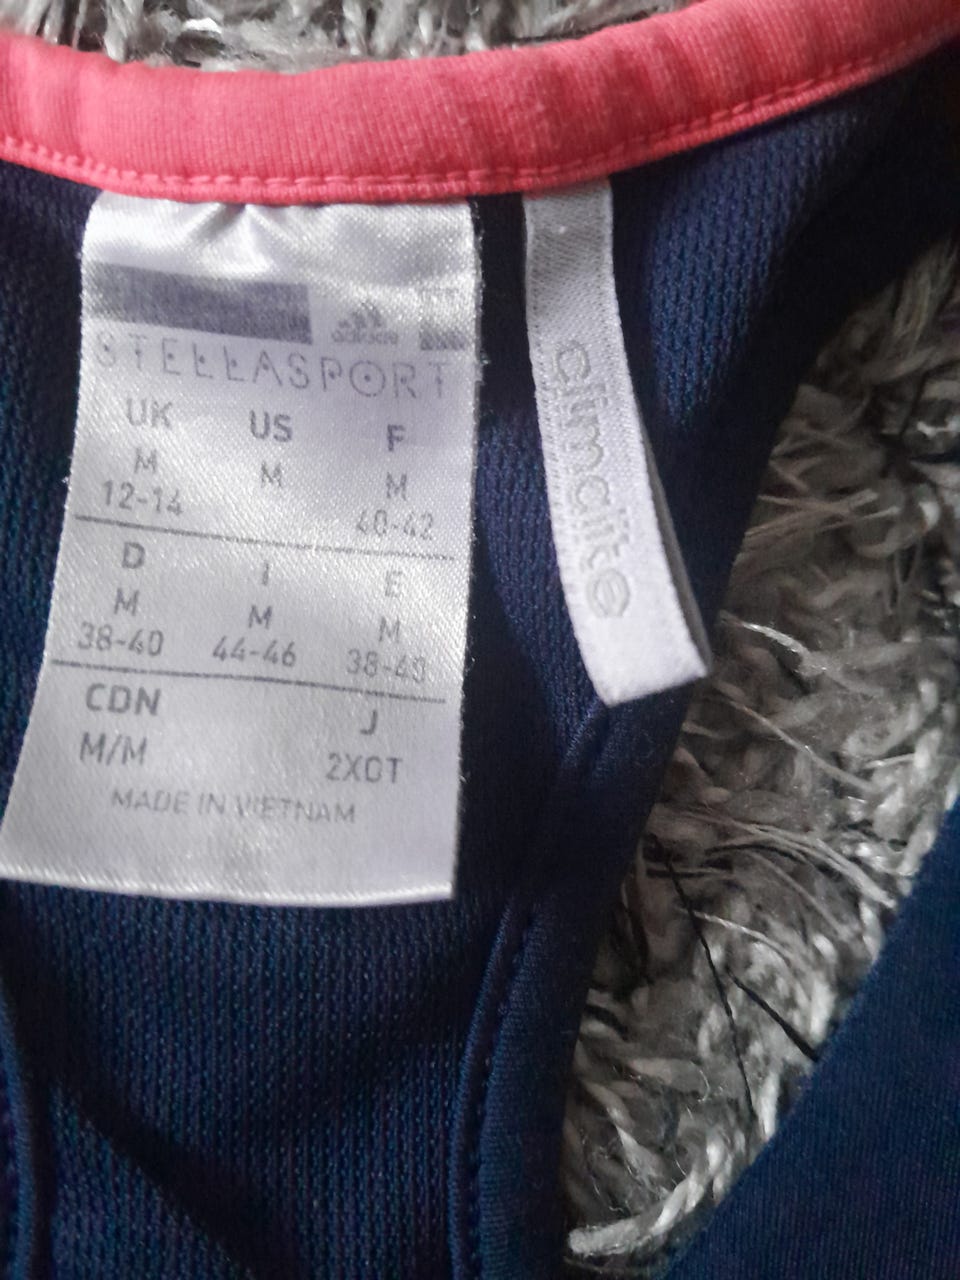 adidas
STELLASPORT
UK US F
M M M
12-14 40-42
D I E
M M M
38-40 44-46 38-40
CDN J
M/M 2XOT
MADE IN VIETNAM
climalite